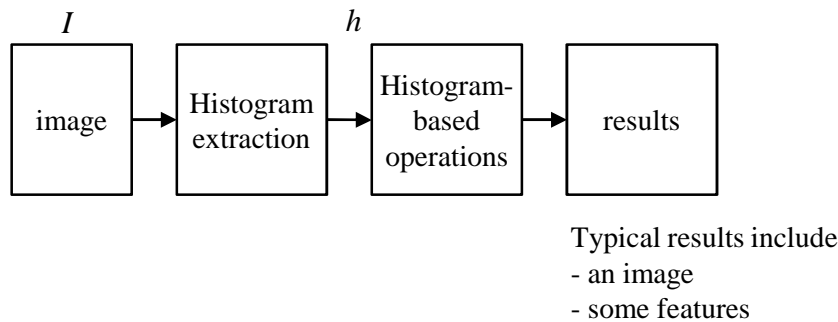 I
h
image
Histogram
extraction
Histogram-
based
operations
results
Typical results include
- an image
- some features